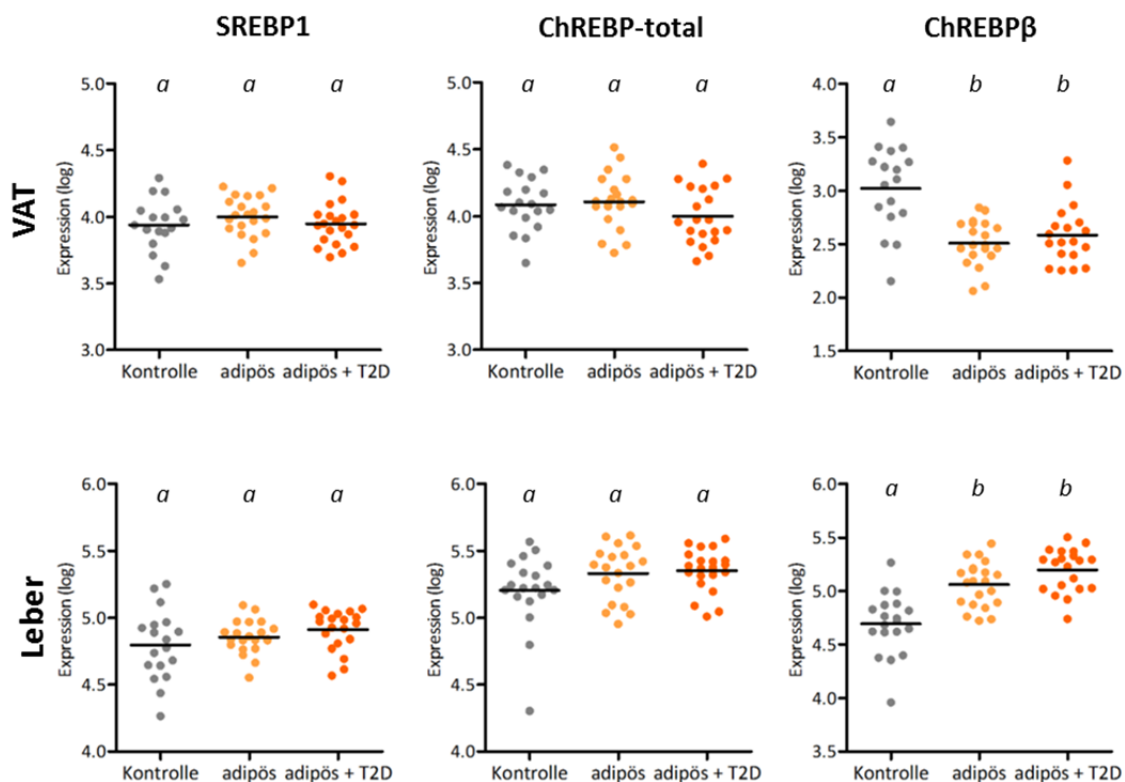 SREBP1 ChREBP-total ChREBPβ
VAT
Expression (log)
5.0
4.5
4.0
3.5
3.0
a a a
Kontrolle adipös adipös + T2D
Expression (log)
5.0
4.5
4.0
3.5
3.0
a a a
Kontrolle adipös adipös + T2D
Expression (log)
4.0
3.5
3.0
2.5
2.0
1.5
a b b
Kontrolle adipös adipös + T2D
Leber
Expression (log)
6.0
5.5
5.0
4.5
4.0
a a a
Kontrolle adipös adipös + T2D
Expression (log)
6.0
5.5
5.0
4.5
4.0
a a a
Kontrolle adipös adipös + T2D
Expression (log)
6.0
5.5
5.0
4.5
4.0
3.5
a b b
Kontrolle adipös adipös + T2D